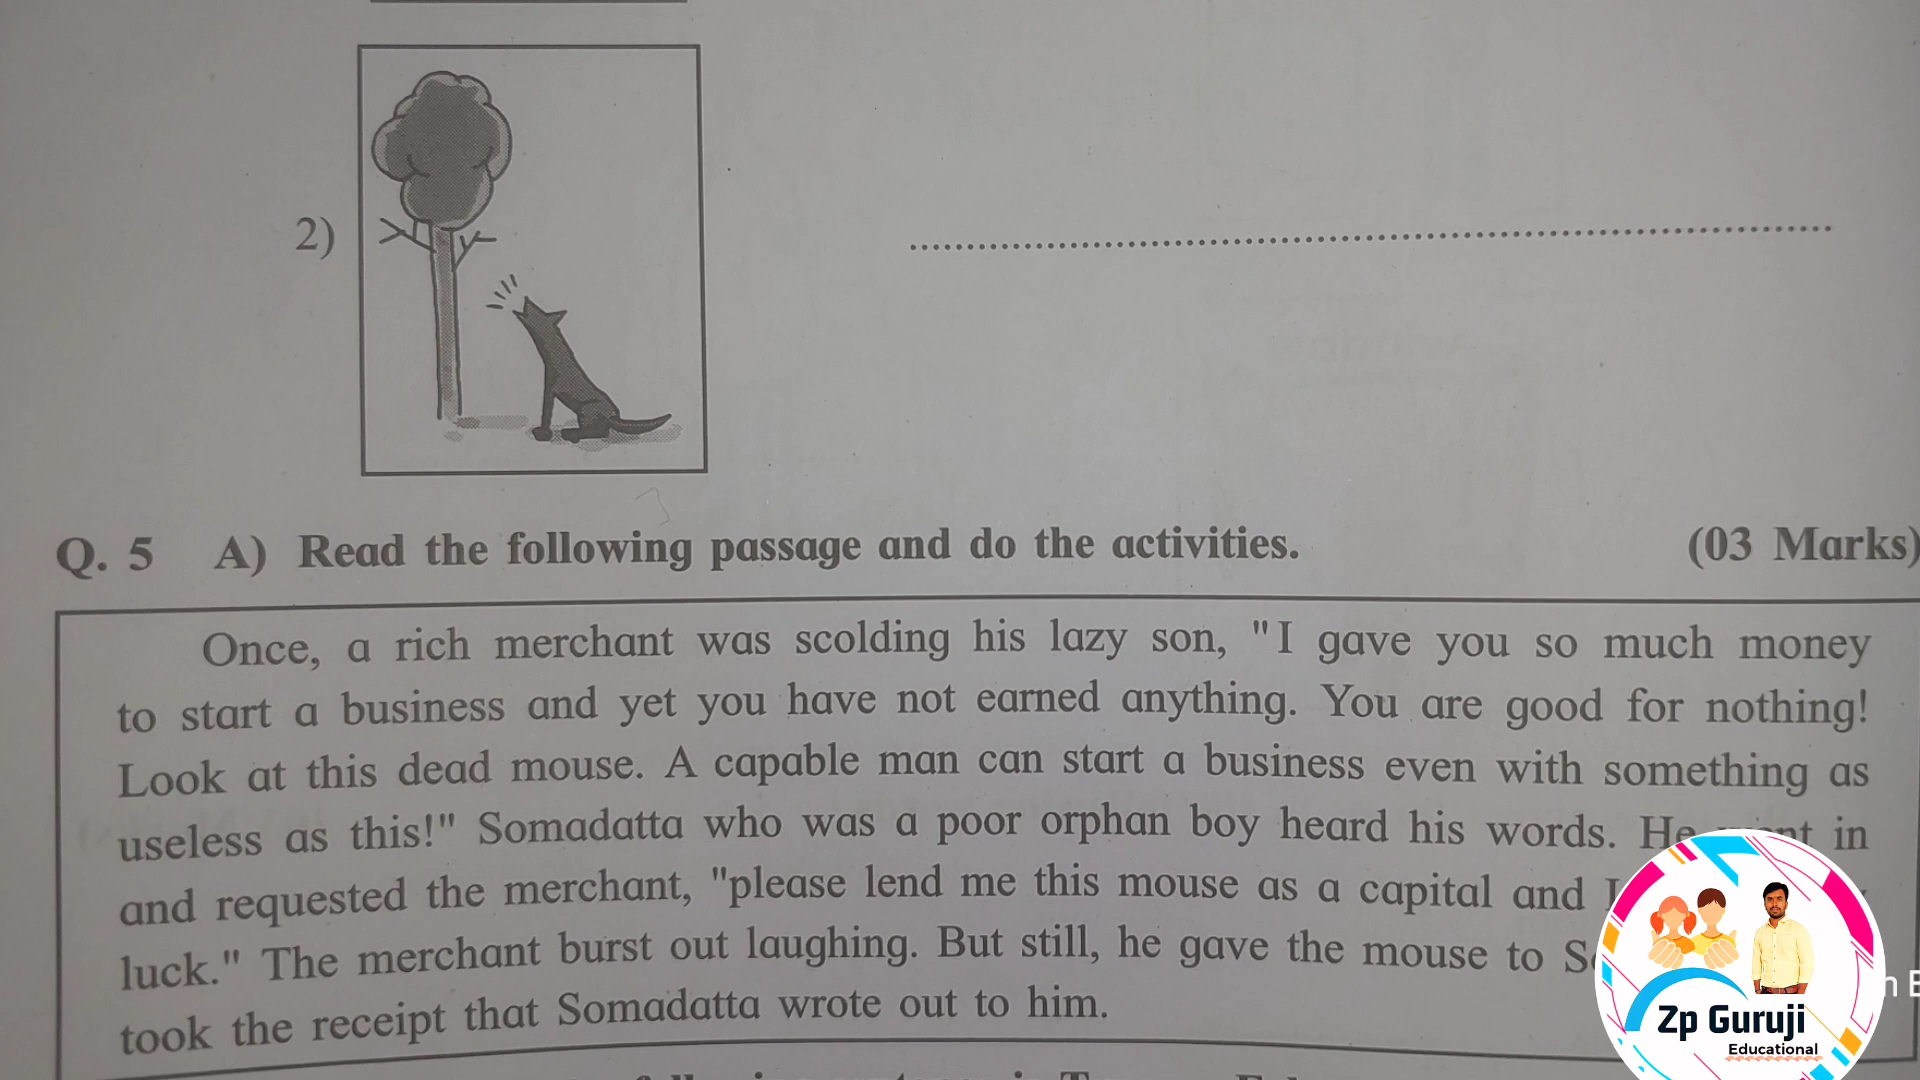 2)
Q. 5 A) Read the following passage and do the activities. (03 Marks)
Once, a rich merchant was scolding his lazy son, "I gave you so much money
to start a business and yet you have not earned anything. You are good for nothing!
Look at this dead mouse. A capable man can start a business even with something as
useless as this!" Somadatta who was a poor orphan boy heard his words. He in
and requested the merchant, "please lend me this mouse as a capital and I
luck." The merchant burst out laughing. But still, he gave the mouse to
took the receipt that Somadatta wrote out to him.
Zp Guruji
Educational